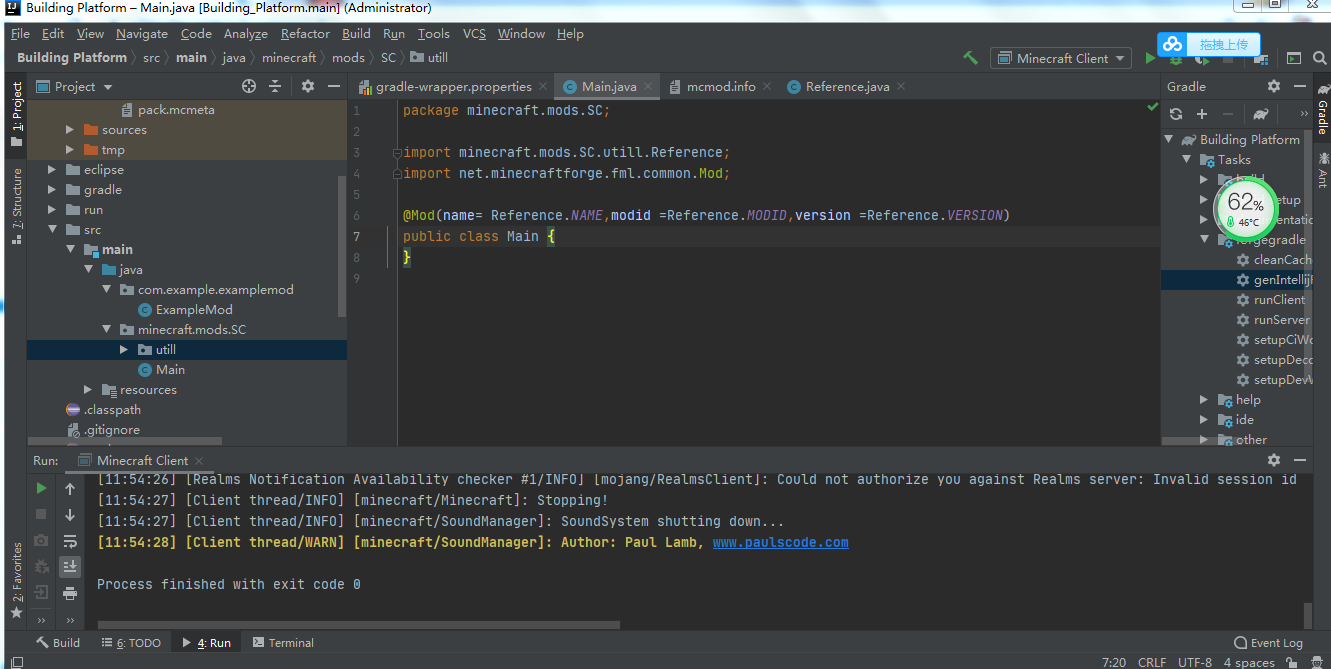 Building Platform – Main.java [Building_Platform.main] (Administrator)
File Edit View Navigate Code Analyze Refactor Build Run Tools VCS Window Help
Building Platform src main java minecraft mods SC utill
Minecraft Client
拖拽上传
1: Project
7: Structure
2: Favorites
Project
pack.mcmeta
sources
tmp
eclipse
gradle
run
src
main
java
com.example.examplemod
ExampleMod
minecraft.mods.SC
utill
Main
resources
.classpath
.gitignore
gradle-wrapper.properties Main.java mcmod.info Reference.java
1 package minecraft.mods.SC;
2
3 import minecraft.mods.SC.utill.Reference;
4 import net.minecraftforge.fml.common.Mod;
5
6 @Mod(name= Reference.NAME,modid =Reference.MODID,version =Reference.VERSION)
7 public class Main {
8 }
9
Gradle
Gradle
Ant
Building Platform
Tasks
62%
46°C
cleanCach
genIntellij
runClient
runServer
setupCiWo
setupDeco
setupDevW
help
ide
other
Run: Minecraft Client
[11:54:26] [Realms Notification Availability checker #1/INFO] [mojang/RealmsClient]: Could not authorize you against Realms server: Invalid session id
[11:54:27] [Client thread/INFO] [minecraft/Minecraft]: Stopping!
[11:54:27] [Client thread/INFO] [minecraft/SoundManager]: SoundSystem shutting down...
[11:54:28] [Client thread/WARN] [minecraft/SoundManager]: Author: Paul Lamb, www.paulscode.com
Process finished with exit code 0
Build 6: TODO 4: Run Terminal Event Log
7:20 CRLF UTF-8 4 spaces